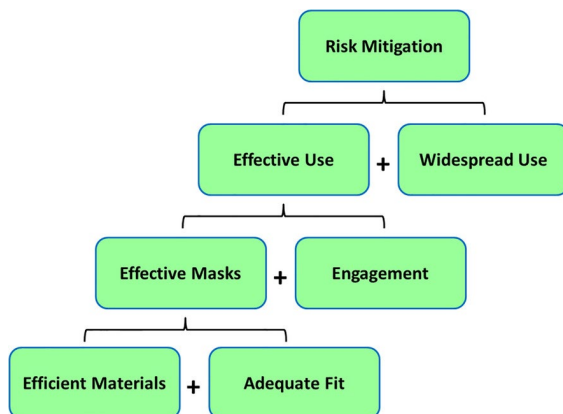 Risk Mitigation
Effective Use + Widespread Use
Effective Masks + Engagement
Efficient Materials + Adequate Fit